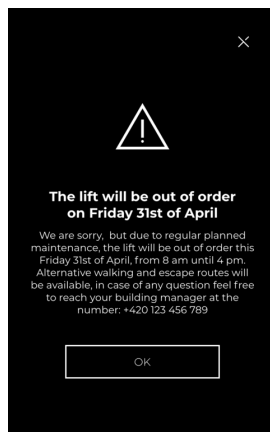 The lift will be out of order
on Friday 31st of April
We are sorry, but due to regular planned
maintenance, the lift will be out of order this
Friday 31st of April, from 8 am until 4 pm.
Alternative walking and escape routes will
be available, in case of any question feel free
to reach your building manager at the
number: +420 123 456 789
OK